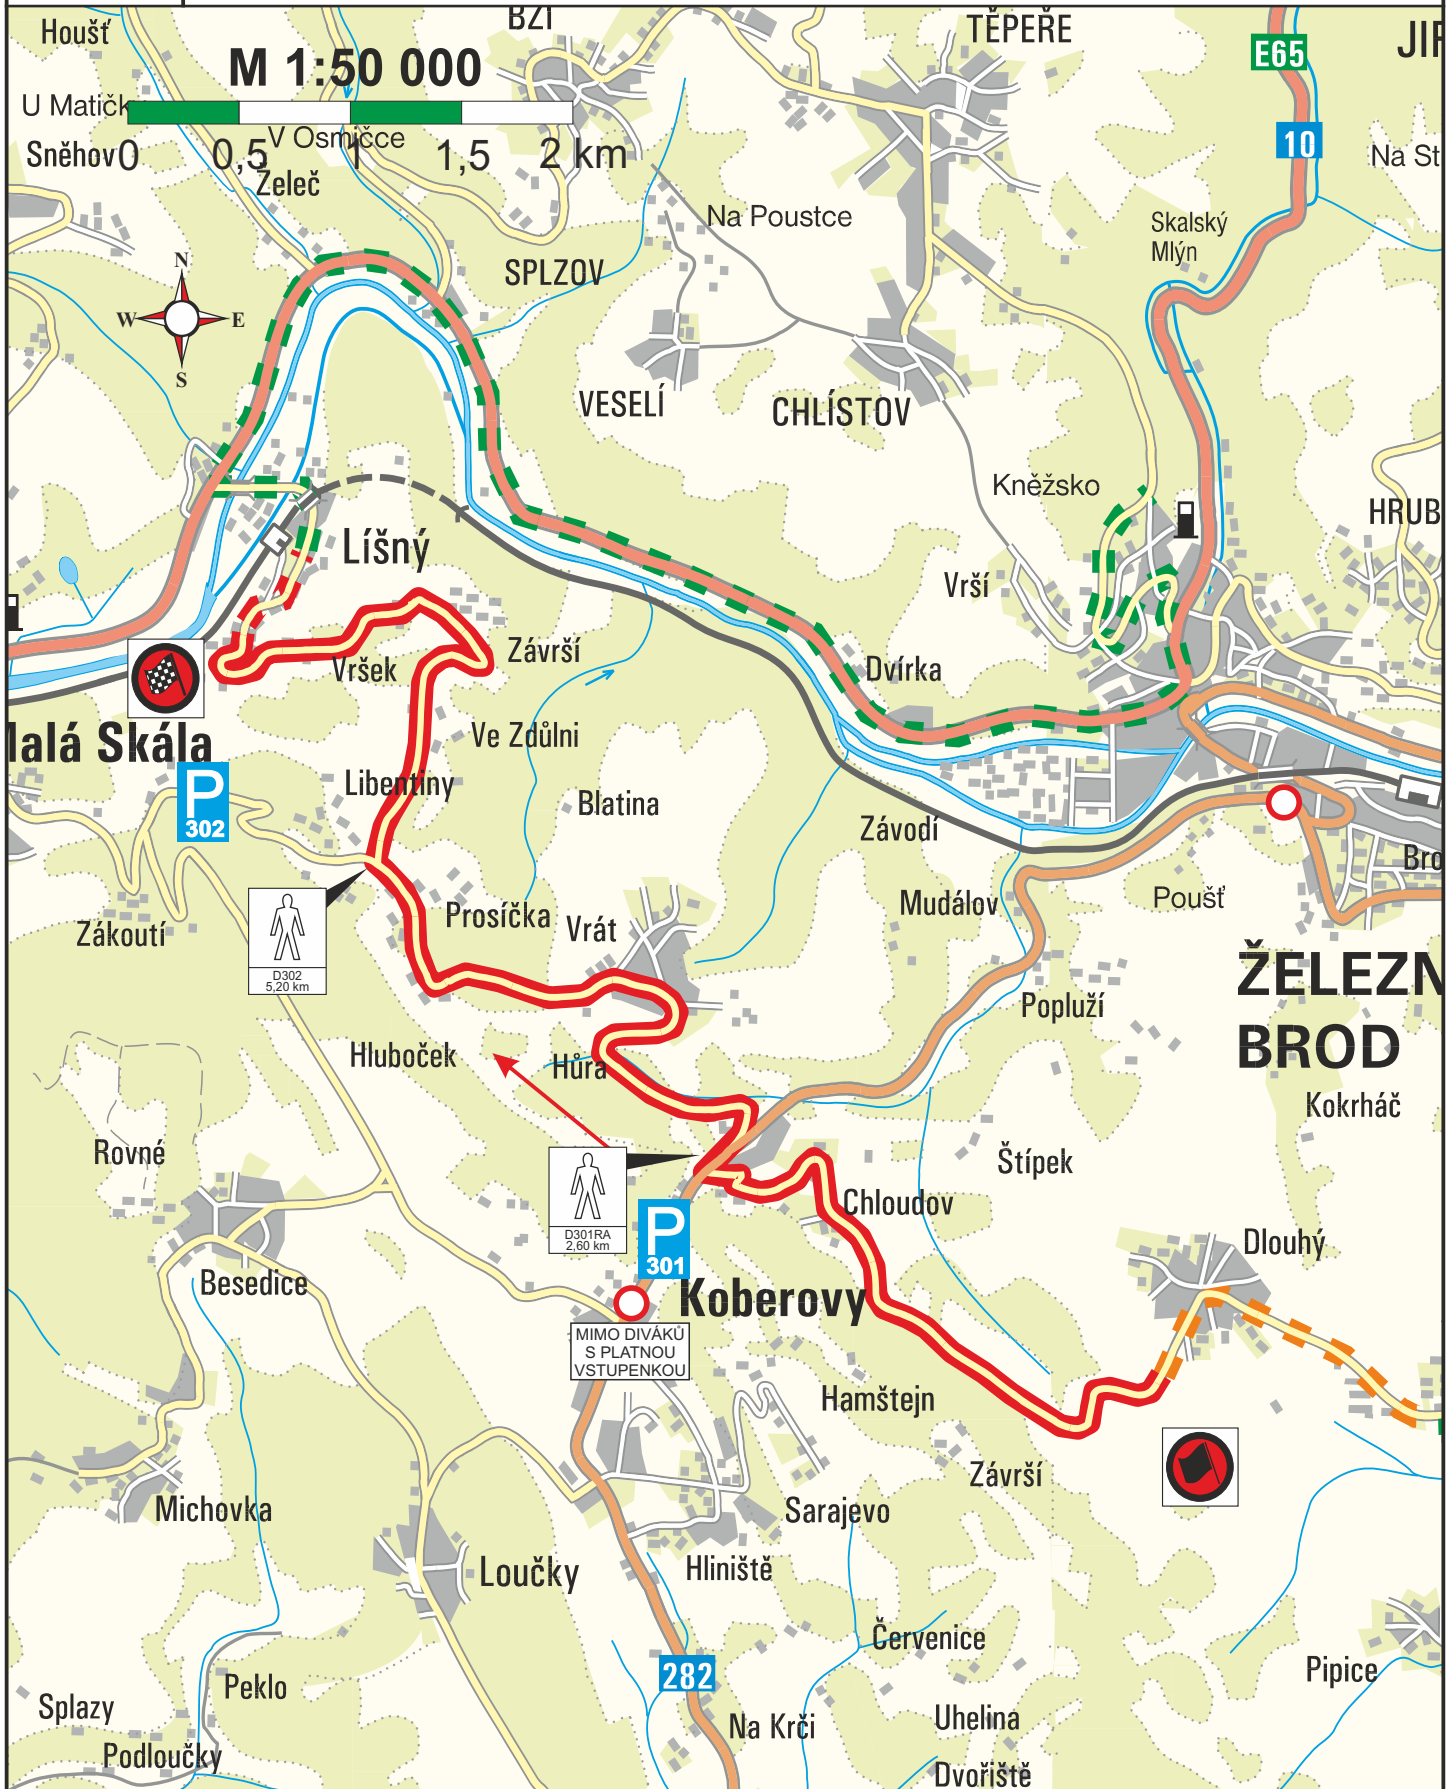 Houšť
BZÍ
TĚPEŘE
E65
M 1:50 000
U Matičk
10
Sněhov
0
0,5
V Osmičce
1
1,5
2 km
Na St
Zeleč
Na Poustce
Skalský
Mlýn
N
W
E
S
SPLZOV
VESELÍ
CHLÍSTOV
Kněžsko
HRUB
Líšný
Vrší
Závrší
Vršek
Dvírka
alá Skála
Ve Zdůlni
P
302
Libentiny
Blatina
Závodí
Bro
Mudálov
Poušť
Zákoutí
Prosíčka
Vrát
D302
5,20 km
ŽELEZN
BROD
Popluží
Hluboček
Hůra
Kokrháč
Rovné
Štípek
D301RA
2,60 km
P
301
Chloudov
Dlouhý
Besedice
Koberovy
MIMO DIVÁKŮ
S PLATNOU
VSTUPENKOU
Hamštejn
Závrší
Michovka
Sarajevo
Loučky
Hliniště
Červenice
282
Pipice
Peklo
Splazy
Na Krči
Uhelina
Podloučky
Dvořiště